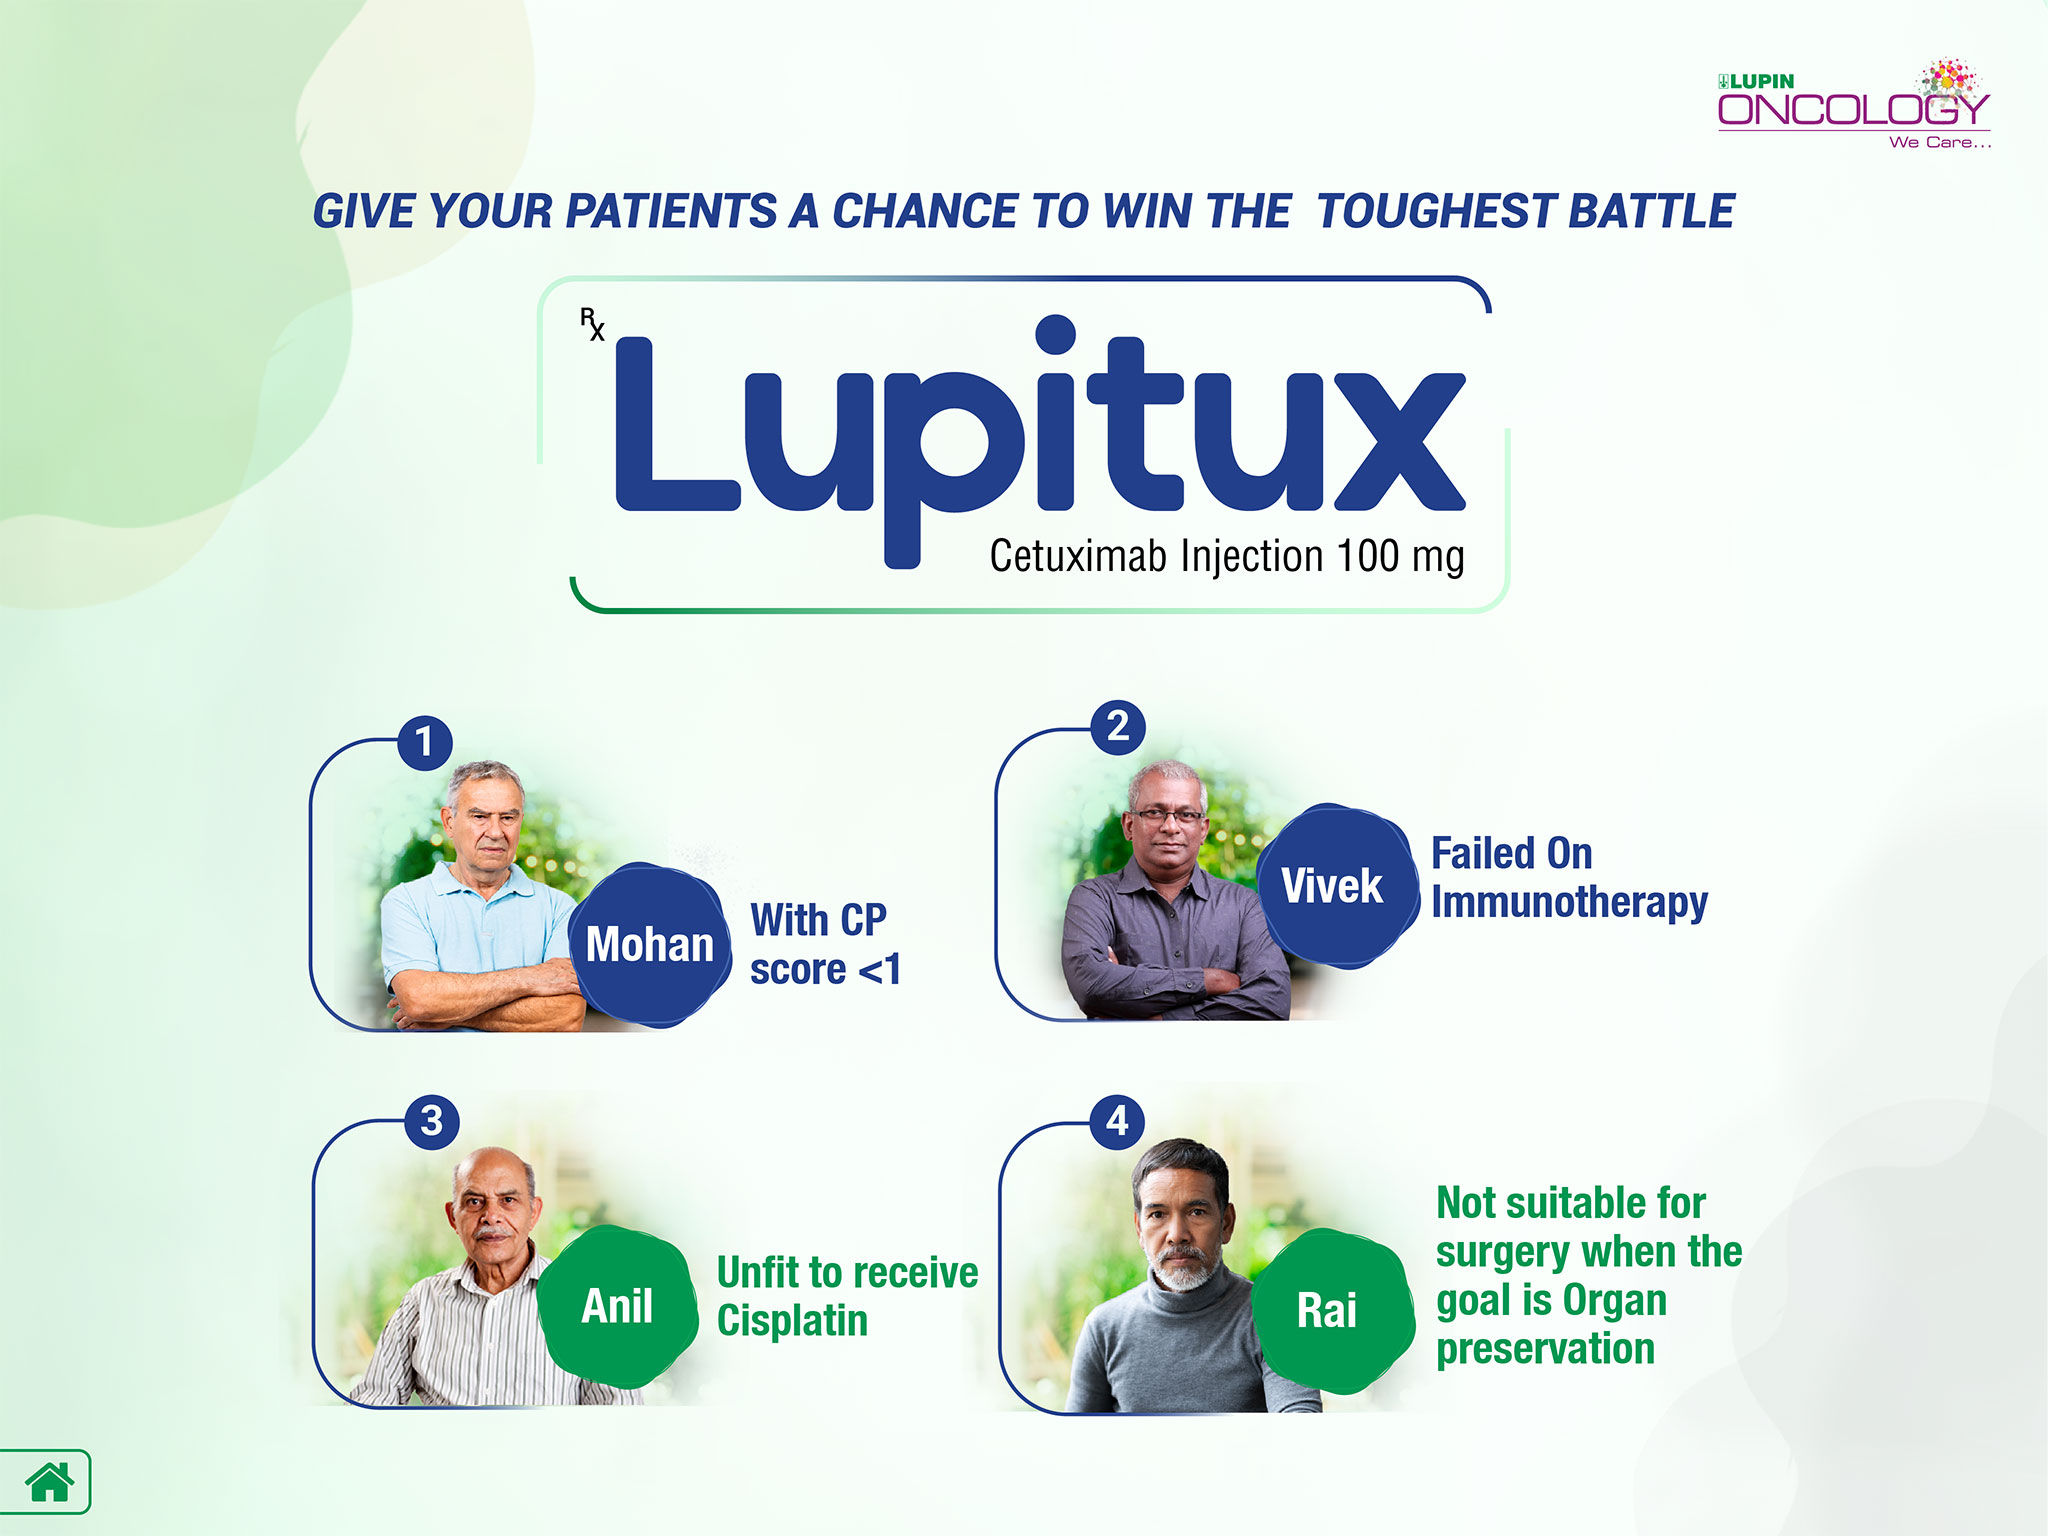 LUPIN
ONCOLOGY
We Care...
GIVE YOUR PATIENTS A CHANCE TO WIN THE TOUGHEST BATTLE
Rx
Lupitux
Cetuximab Injection 100 mg
1
Mohan
With CP
score <1
2
Vivek
Failed On
Immunotherapy
3
Anil
Unfit to receive
Cisplatin
4
Rai
Not suitable for
surgery when the
goal is Organ
preservation